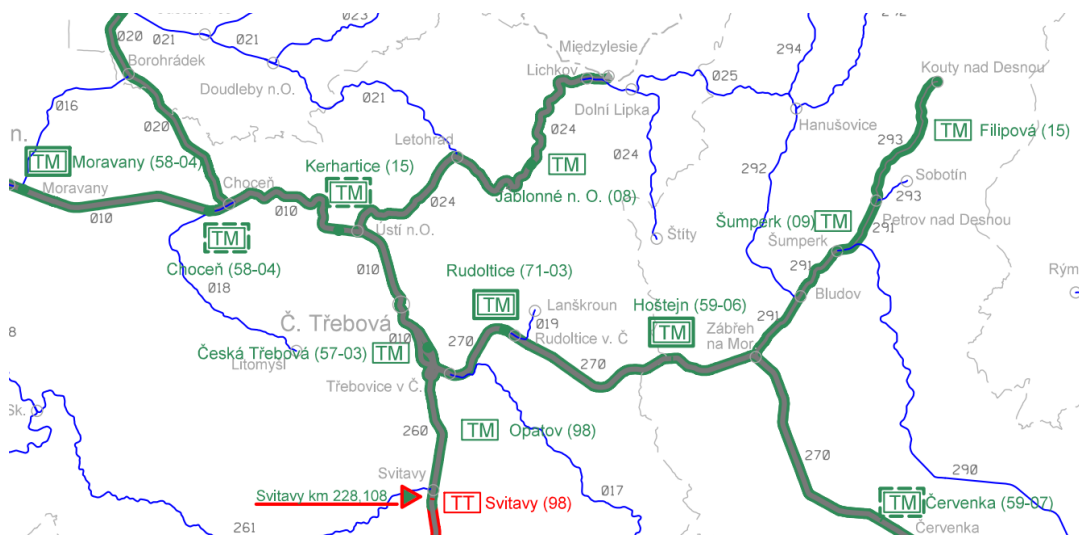 023
292
020
021
021
Międzylesie
294
Borohrádek
Lichkov
025
Kouty nad Desnou
Doudleby n.O.
021
016
Dolní Lipka
Hanušovice
020
024
293
TM Filipová (15)
n.
Letohrad
TM Moravany (58-04)
Kerhartice (15)
TM
024
292
Sobotín
Moravany
Choceň
TM
Jablonné n. O. (08)
293
010
010
024
Šumperk (09) TM
Petrov nad Desnou
TM
Ústí n.O.
Štíty
Šumperk
291
Choceň (58-04)
010
Rudoltice (71-03)
291
Rým
018
TM
Lanškroun
Hoštejn (59-06)
Bludov
Č. Třebová
019
TM
291
8
010
270
Rudoltice v. Č
Zábřeh
na Mor.
Česká Třebová (57-03) TM
Litomyšl
270
Třebovice v Č.
Sk.
260
TM Opatov (98)
270
Svitavy
290
Svitavy km 228,108
TT Svitavy (98)
017
TM Červenka (59-07)
261
Červenka